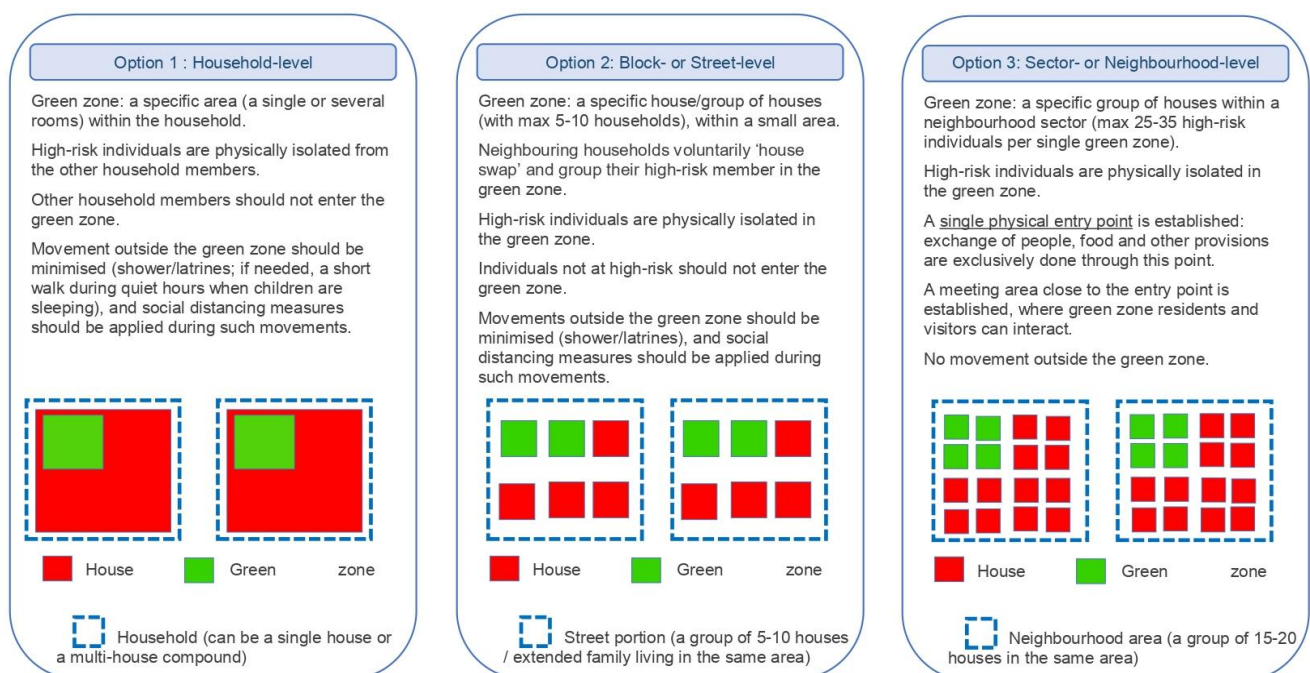 Option 1 : Household-level
Green zone: a specific area (a single or several
rooms) within the household.
High-risk individuals are physically isolated from
the other household members.
Other household members should not enter the
green zone.
Movement outside the green zone should be
minimised (shower/latrines; if needed, a short
walk during quiet hours when children are
sleeping), and social distancing measures
should be applied during such movements.
House
Green zone
Household (can be a single house or
a multi-house compound)
Option 2: Block- or Street-level
Green zone: a specific house/group of houses
(with max 5-10 households), within a small area.
Neighbouring households voluntarily ‘house
swap’ and group their high-risk member in the
green zone.
High-risk individuals are physically isolated in
the green zone.
Individuals not at high-risk should not enter the
green zone.
Movements outside the green zone should be
minimised (shower/latrines), and social
distancing measures should be applied during
such movements.
House
Green zone
Street portion (a group of 5-10 houses
/ extended family living in the same area)
Option 3: Sector- or Neighbourhood-level
Green zone: a specific group of houses within a
neighbourhood sector (max 25-35 high-risk
individuals per single green zone).
High-risk individuals are physically isolated in
the green zone.
A single physical entry point is established:
exchange of people, food and other provisions
are exclusively done through this point.
A meeting area close to the entry point is
established, where green zone residents and
visitors can interact.
No movement outside the green zone.
House
Green zone
Neighbourhood area (a group of 15-20
houses in the same area)